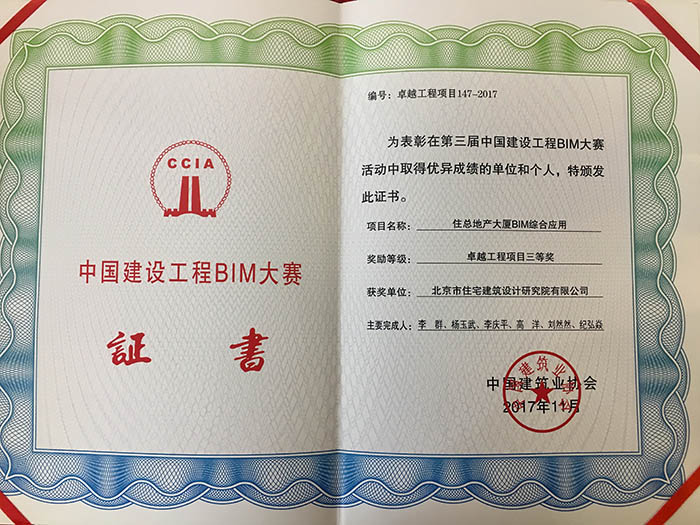 CCIA
中国建设工程BIM大赛
証 書
编号：卓越工程项目147-2017
为表彰在第三届中国建设工程BIM大赛
活动中取得优异成绩的单位和个人，特颁发
此证书。
项目名称： 住总地产大厦BIM综合应用
奖励等级： 卓越工程项目三等奖
获奖单位： 北京市住宅建筑设计研究院有限公司
主要完成人： 李 群、杨玉武、李庆平、高 洋、刘然然、纪弘焱
中国建筑业协会
2017年11月